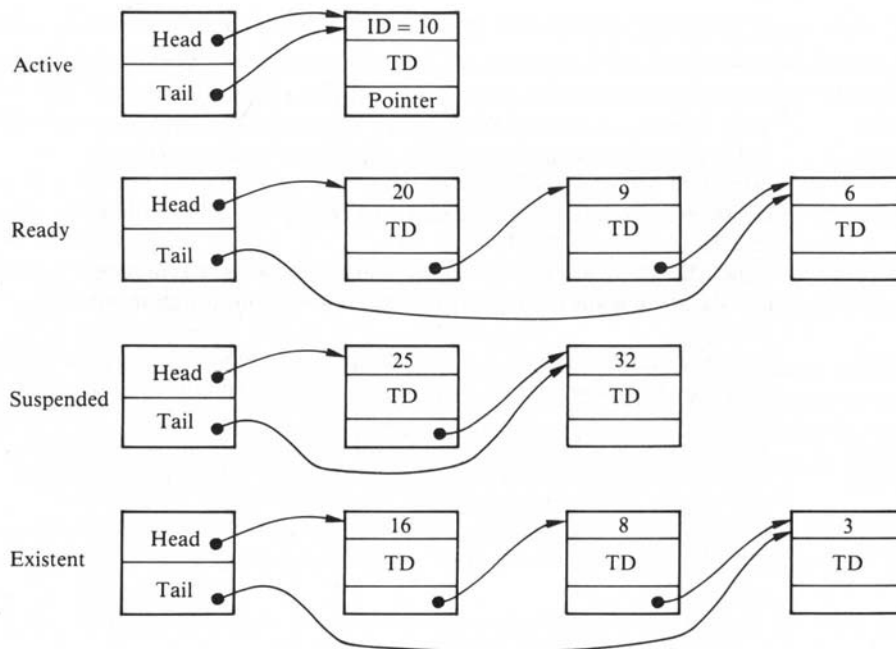 Active
Head
Tail
ID = 10
TD
Pointer
Ready
Head
Tail
20
TD
9
TD
6
TD
Suspended
Head
Tail
25
TD
32
TD
Existent
Head
Tail
16
TD
8
TD
3
TD